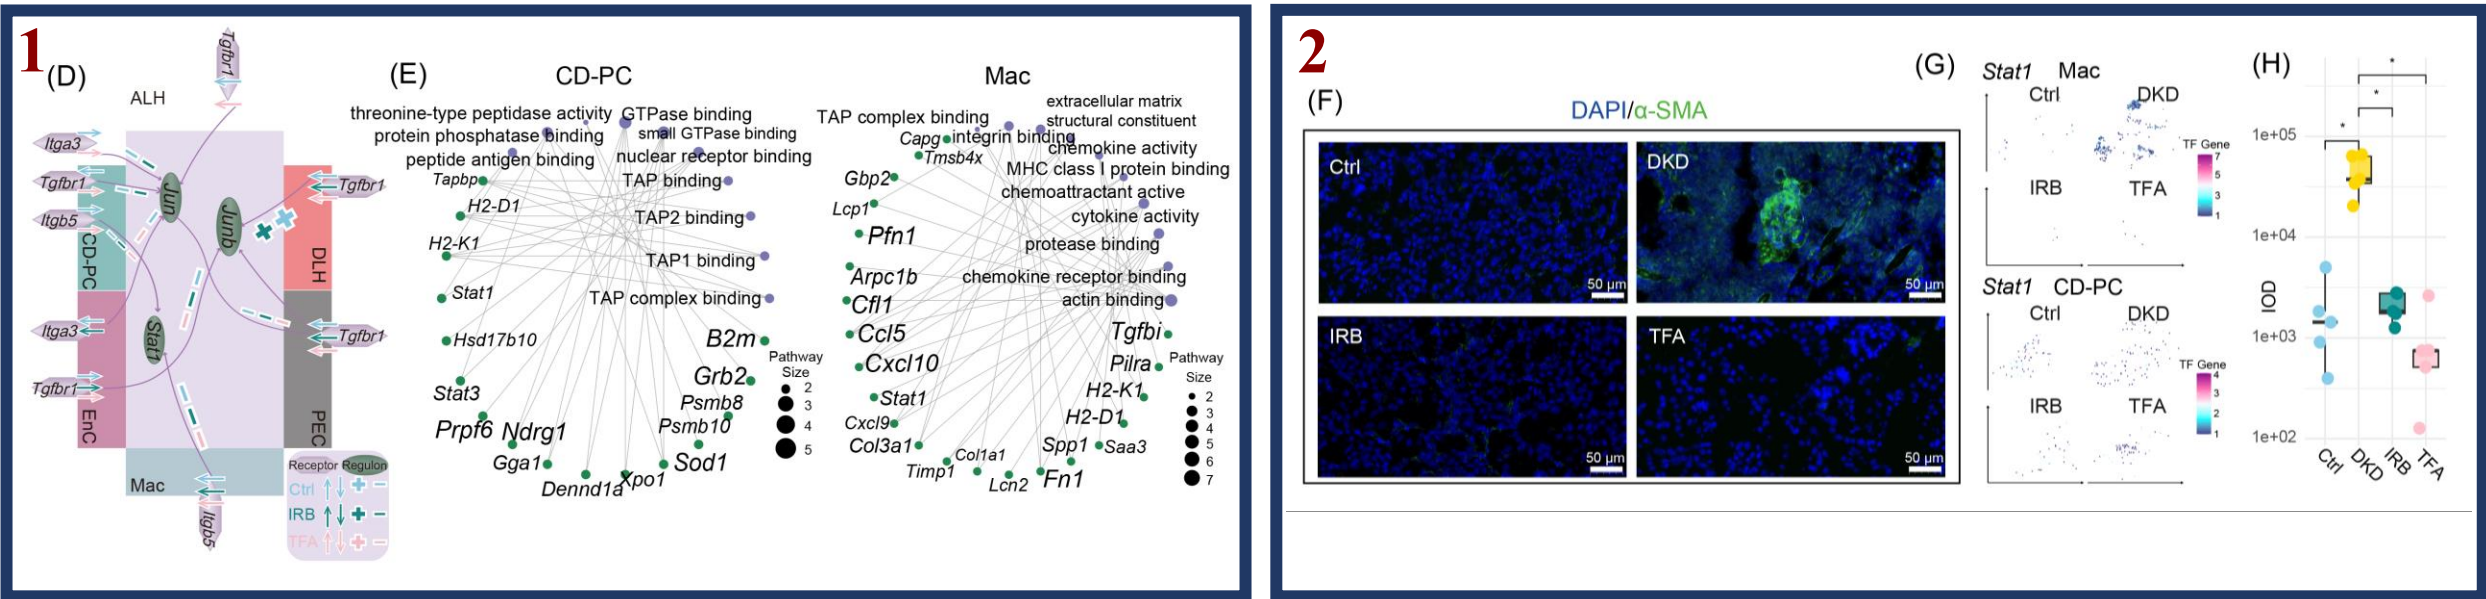 1
(D)
Tgfbr1
ALH
Itga3
Tgfbr1
Itgb5
CD-PC
Jun
Junb
Tgfbr1
DLH
Stat1
Itga3
Tgfbr1
EnC
Tgfbr1
PEC
Mac
Itgb5
Receptor Regulon
Ctrl
IRB
TFA
(E)
CD-PC
threonine-type peptidase activity
GTPase binding
protein phosphatase binding
small GTPase binding
peptide antigen binding
nuclear receptor binding
Tapbp
TAP binding
H2-D1
TAP2 binding
H2-K1
TAP1 binding
Stat1
TAP complex binding
Hsd17b10
B2m
Stat3
Grb2
Prpf6
Psmb8
Ndrg1
Psmb10
Gga1
Sod1
Dennd1a
Xpo1
Pathway
Size
2
3
4
5
Mac
TAP complex binding
extracellular matrix
structural constituent
Capg
integrin binding
Tmsb4x
chemokine activity
Gbp2
MHC class I protein binding
Lcp1
chemoattractant active
Pfn1
cytokine activity
Arpc1b
protease binding
Cfl1
chemokine receptor binding
actin binding
Ccl5
Tgfbi
Cxcl10
Pilra
Stat1
H2-K1
Cxcl9
H2-D1
Col3a1
Saa3
Timp1
Spp1
Col1a1
Lcn2
Fn1
Pathway
Size
2
3
4
5
6
7
2
(F)
DAPI/α-SMA
Ctrl
50 µm
DKD
50 µm
IRB
50 µm
TFA
50 µm
(G)
Stat1 Mac
Ctrl
DKD
IRB
TFA
TF Gene
7
5
3
1
Stat1 CD-PC
Ctrl
DKD
IRB
TFA
TF Gene
4
3
2
1
(H)
*
*
*
1e+05
1e+04
1e+03
1e+02
IOD
Ctrl
DKD
IRB
TFA